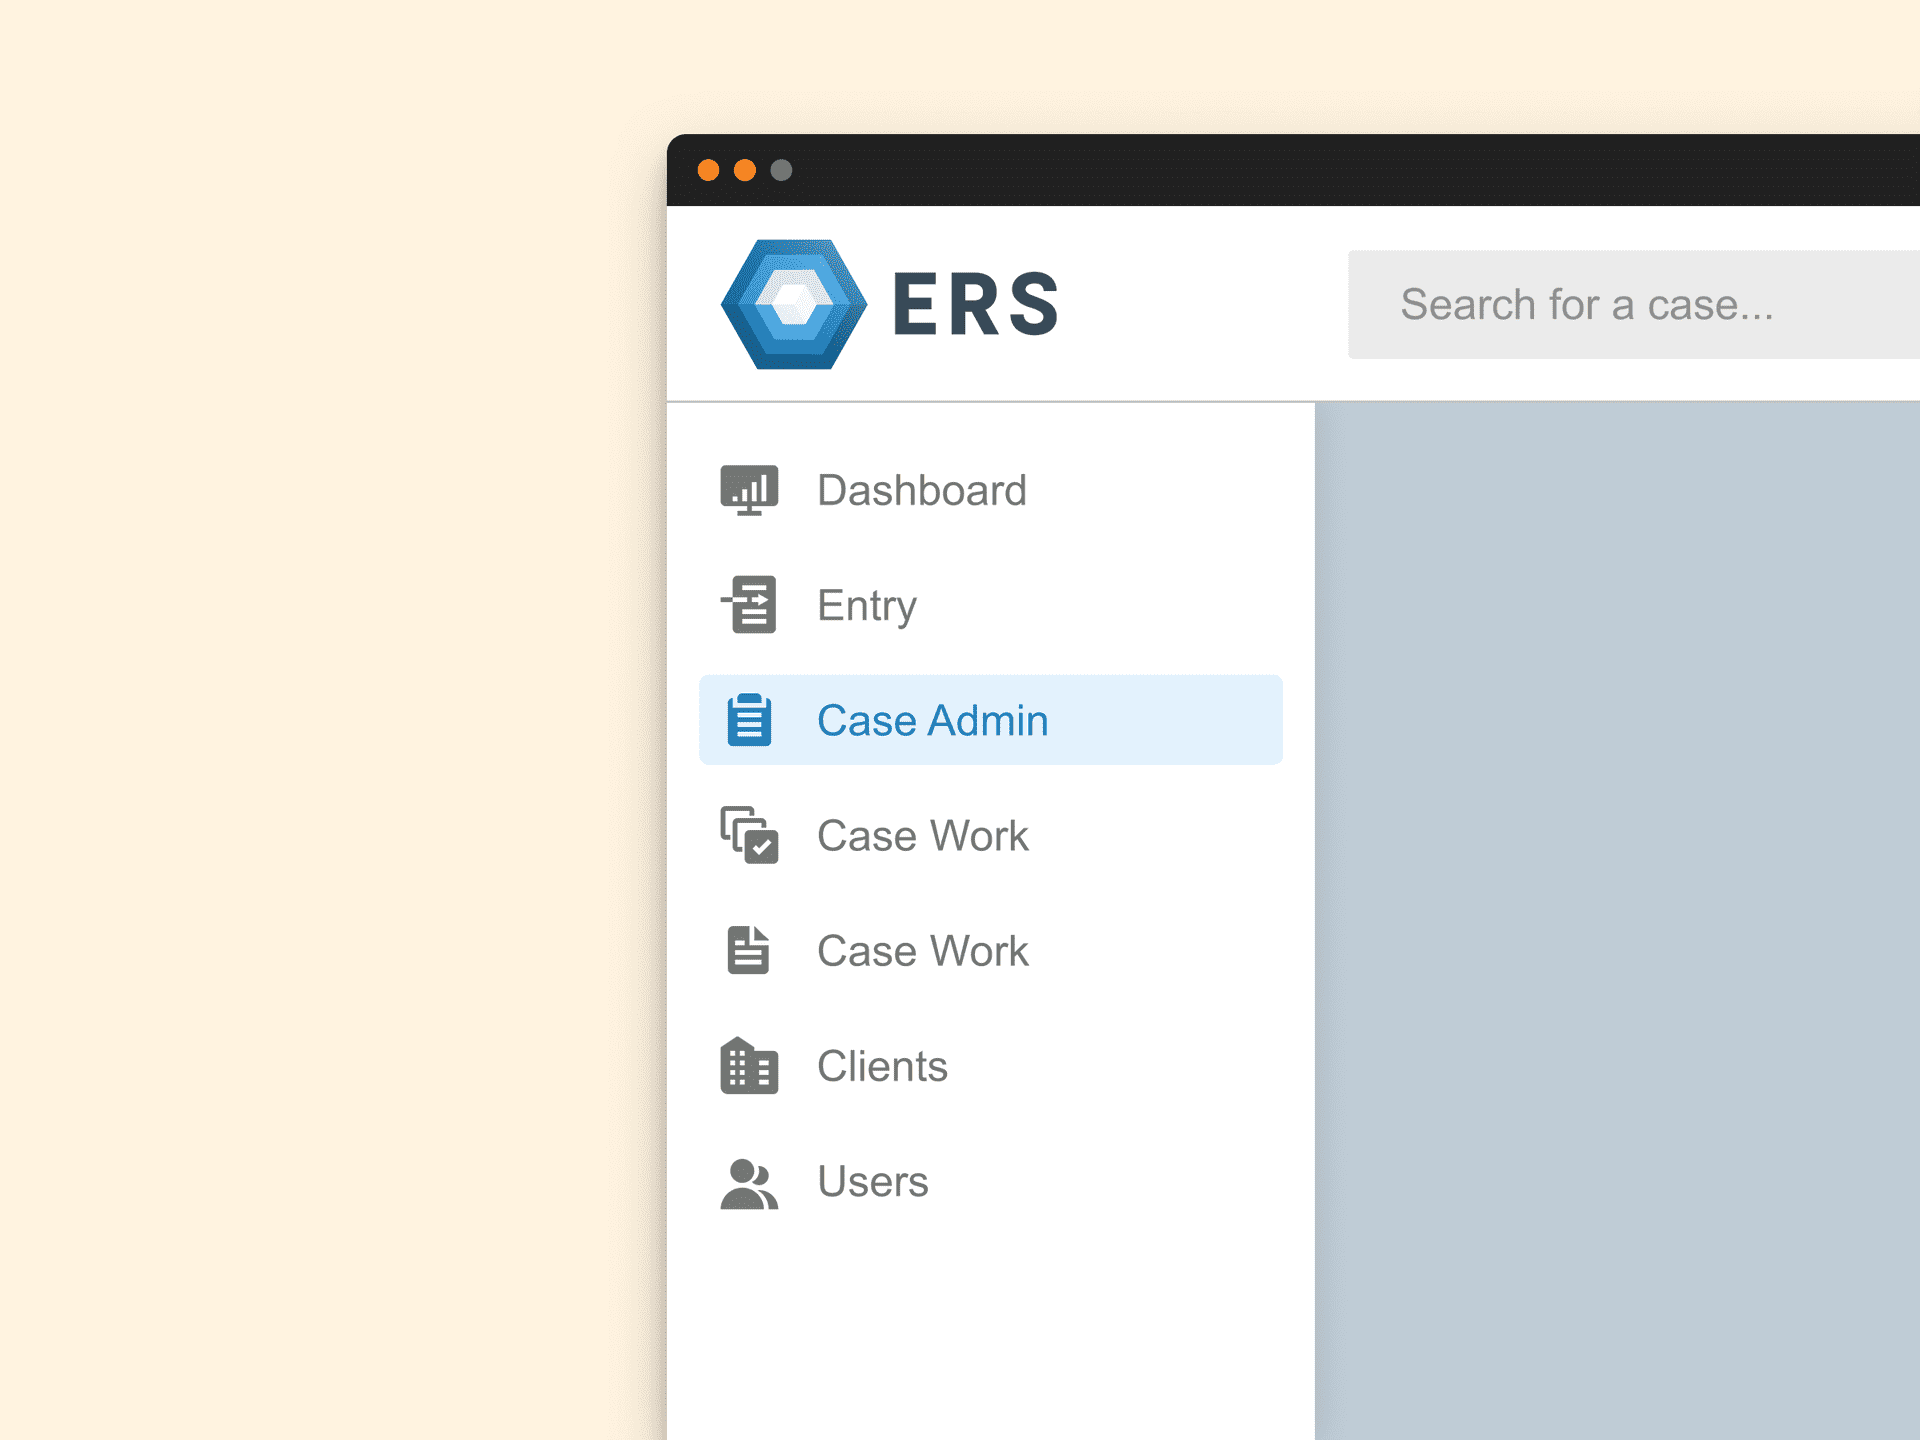 ERS
Search for a case...
Dashboard
Entry
Case Admin
Case Work
Case Work
Clients
Users